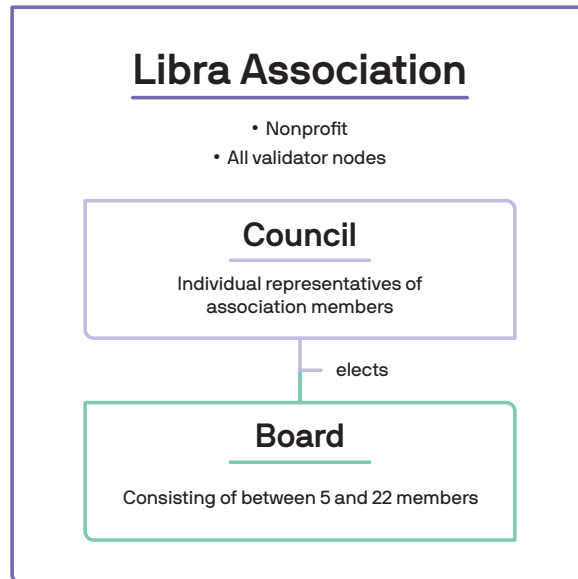 Libra Association
• Nonprofit
• All validator nodes
Council
Individual representatives of
association members
elects
Board
Consisting of between 5 and 22 members